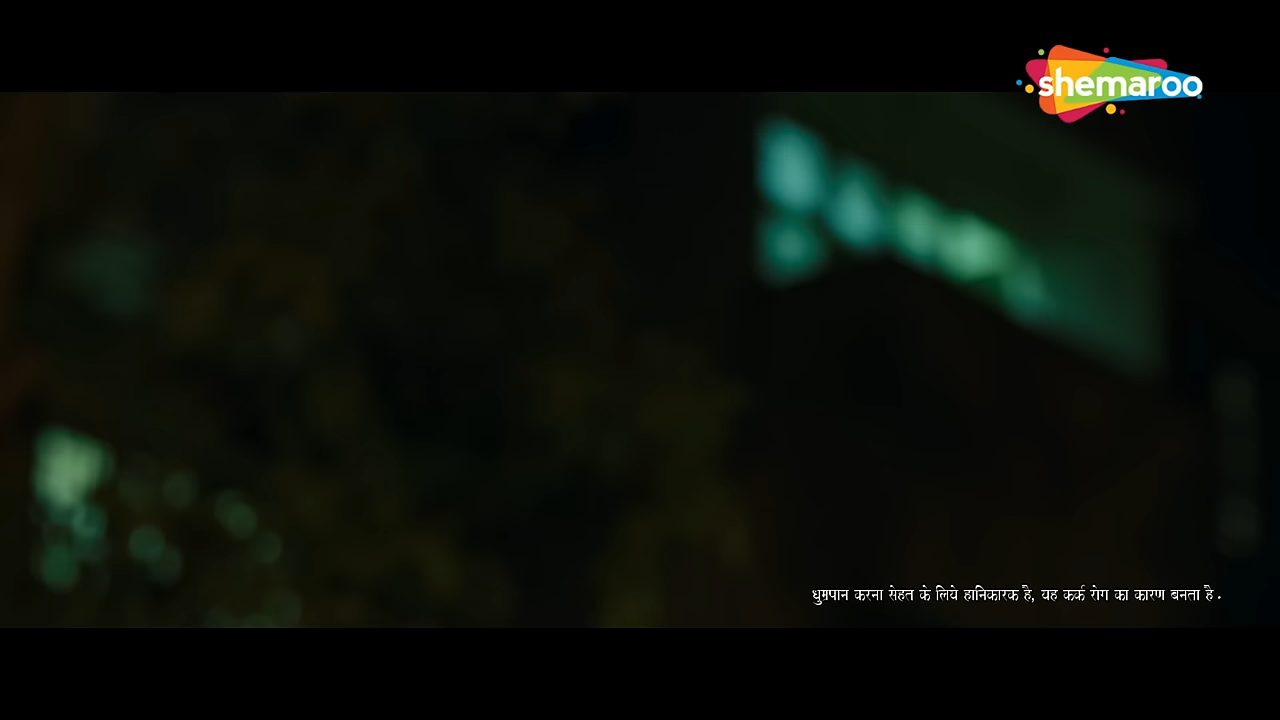 shemaroo
धुम्रपान करना सेहत के लिये हानिकारक है, यह कर्क रोग का कारण बनता है.